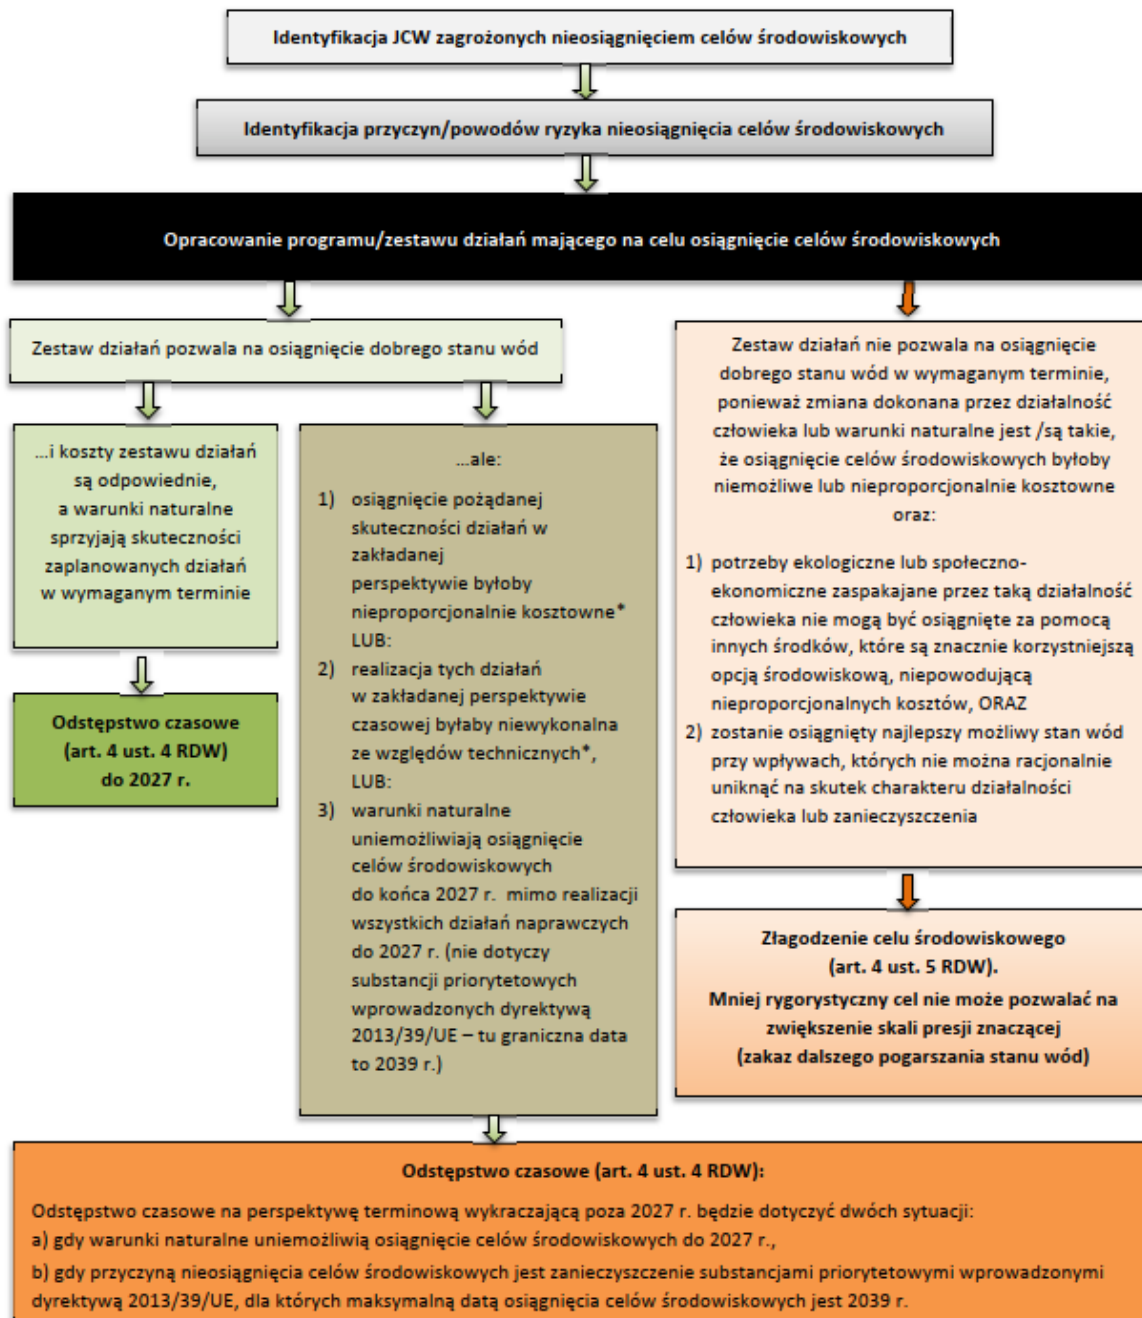 Identyfikacja JCW zagrożonych nieosiągnięciem celów środowiskowych
Identyfikacja przyczyn/powodów ryzyka nieosiągnięcia celów środowiskowych
Opracowanie programu/zestawu działań mającego na celu osiągnięcie celów środowiskowych
Zestaw działań pozwala na osiągnięcie dobrego stanu wód
...i koszty zestawu działań
są odpowiednie,
a warunki naturalne
sprzyjają skuteczności
zaplanowanych działań
w wymaganym terminie
Odstępstwo czasowe
(art. 4 ust. 4 RDW)
do 2027 r.
...ale:
1) osiągnięcie pożądanej
skuteczności działań w
zakładanej
perspektywie byłoby
nieproporcjonalnie kosztowne*
LUB:
2) realizacja tych działań
w zakładanej perspektywie
czasowej byłaby niewykonalna
ze względów technicznych*,
LUB:
3) warunki naturalne
uniemożliwiają osiągnięcie
celów środowiskowych
do końca 2027 r. mimo realizacji
wszystkich działań naprawczych
do 2027 r. (nie dotyczy
substancji priorytetowych
wprowadzonych dyrektywą
2013/39/UE – tu graniczna data
to 2039 r.)
Zestaw działań nie pozwala na osiągnięcie
dobrego stanu wód w wymaganym terminie,
ponieważ zmiana dokonana przez działalność
człowieka lub warunki naturalne jest /są takie,
że osiągnięcie celów środowiskowych byłoby
niemożliwe lub nieproporcjonalnie kosztowne
oraz:
1) potrzeby ekologiczne lub społeczno-
ekonomiczne zaspakajane przez taką działalność
człowieka nie mogą być osiągnięte za pomocą
innych środków, które są znacznie korzystniejszą
opcją środowiskową, niepowodującą
nieproporcjonalnych kosztów, ORAZ
2) zostanie osiągnięty najlepszy możliwy stan wód
przy wpływach, których nie można racjonalnie
uniknąć na skutek charakteru działalności
człowieka lub zanieczyszczenia
Złagodzenie celu środowiskowego
(art. 4 ust. 5 RDW).
Mniej rygorystyczny cel nie może pozwalać na
zwiększenie skali presji znaczącej
(zakaz dalszego pogarszania stanu wód)
Odstępstwo czasowe (art. 4 ust. 4 RDW):
Odstępstwo czasowe na perspektywę terminową wykraczającą poza 2027 r. będzie dotyczyć dwóch sytuacji:
a) gdy warunki naturalne uniemożliwią osiągnięcie celów środowiskowych do 2027 r.,
b) gdy przyczyną nieosiągnięcia celów środowiskowych jest zanieczyszczenie substancjami priorytetowymi wprowadzonymi
dyrektywą 2013/39/UE, dla których maksymalną datą osiągnięcia celów środowiskowych jest 2039 r.